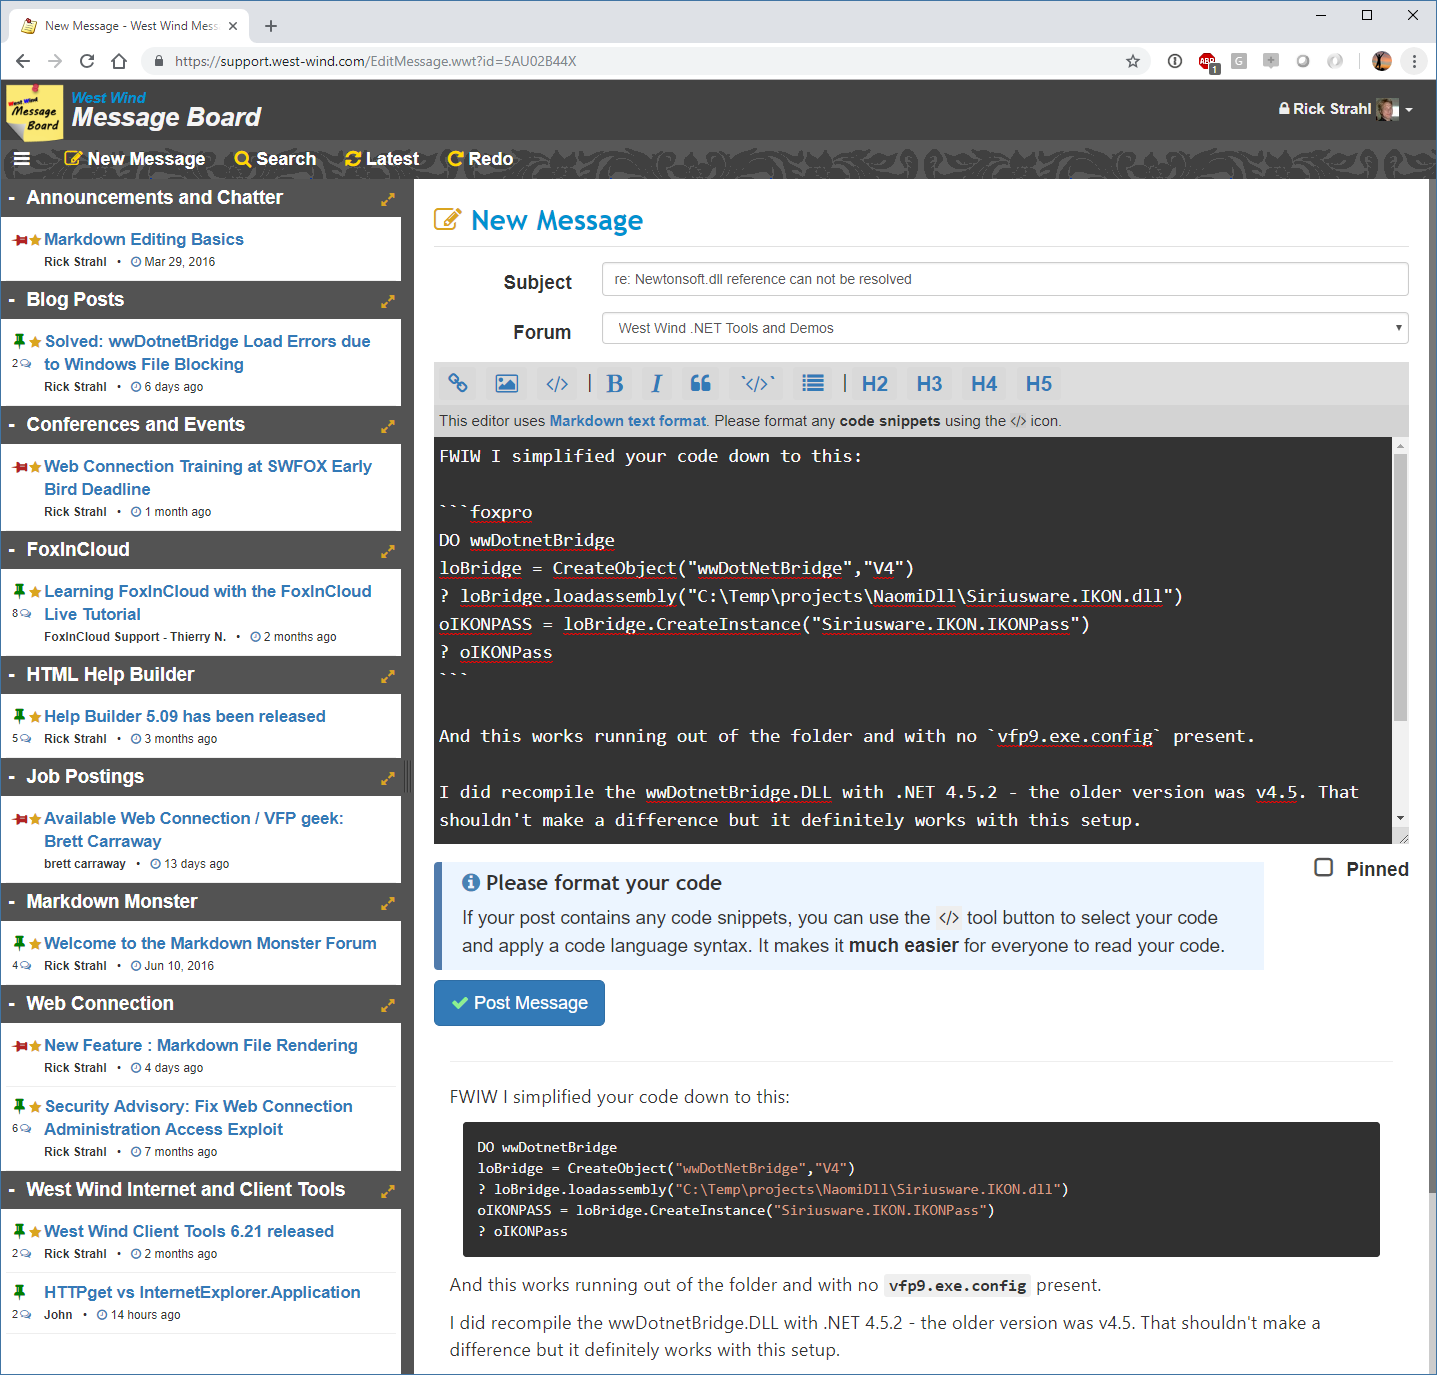 New Message - West Wind Mess
https://support.west-wind.com/EditMessage.wwt?id=5AU02B44X
ABP
1
G
West Wind
Message
Board
West Wind
Message Board
Rick Strahl
New Message
Search
Latest
Redo
- Announcements and Chatter
Markdown Editing Basics
Rick Strahl • Mar 29, 2016
- Blog Posts
Solved: wwDotnetBridge Load Errors due
2 to Windows File Blocking
Rick Strahl • 6 days ago
- Conferences and Events
Web Connection Training at SWFOX Early
Bird Deadline
Rick Strahl • 1 month ago
- FoxInCloud
Learning FoxInCloud with the FoxInCloud
8 Live Tutorial
FoxInCloud Support - Thierry N. • 2 months ago
- HTML Help Builder
Help Builder 5.09 has been released
5 Rick Strahl • 3 months ago
- Job Postings
Available Web Connection / VFP geek:
Brett Carraway
brett carraway • 13 days ago
- Markdown Monster
Welcome to the Markdown Monster Forum
4 Rick Strahl • Jun 10, 2016
- Web Connection
New Feature : Markdown File Rendering
Rick Strahl • 4 days ago
Security Advisory: Fix Web Connection
6 Administration Access Exploit
Rick Strahl • 7 months ago
- West Wind Internet and Client Tools
West Wind Client Tools 6.21 released
2 Rick Strahl • 2 months ago
HTTPget vs InternetExplorer.Application
2 John • 14 hours ago
New Message
Subject re: Newtonsoft.dll reference can not be resolved
Forum West Wind .NET Tools and Demos
</> | B I `</>` | H2 H3 H4 H5
This editor uses Markdown text format. Please format any code snippets using the </> icon.
FWIW I simplified your code down to this:
```foxpro
DO wwDotnetBridge
loBridge = CreateObject("wwDotNetBridge","V4")
? loBridge.loadassembly("C:\Temp\projects\NaomiDll\Siriusware.IKON.dll")
oIKONPASS = loBridge.CreateInstance("Siriusware.IKON.IKONPass")
? oIKONPass
```
And this works running out of the folder and with no `vfp9.exe.config` present.
I did recompile the wwDotnetBridge.DLL with .NET 4.5.2 - the older version was v4.5. That
shouldn't make a difference but it definitely works with this setup.
Please format your code
If your post contains any code snippets, you can use the </> tool button to select your code
and apply a code language syntax. It makes it much easier for everyone to read your code.
Pinned
Post Message
FWIW I simplified your code down to this:
DO wwDotnetBridge
loBridge = CreateObject("wwDotNetBridge","V4")
? loBridge.loadassembly("C:\Temp\projects\NaomiDll\Siriusware.IKON.dll")
oIKONPASS = loBridge.CreateInstance("Siriusware.IKON.IKONPass")
? oIKONPass
And this works running out of the folder and with no vfp9.exe.config present.
I did recompile the wwDotnetBridge.DLL with .NET 4.5.2 - the older version was v4.5. That shouldn't make a
difference but it definitely works with this setup.